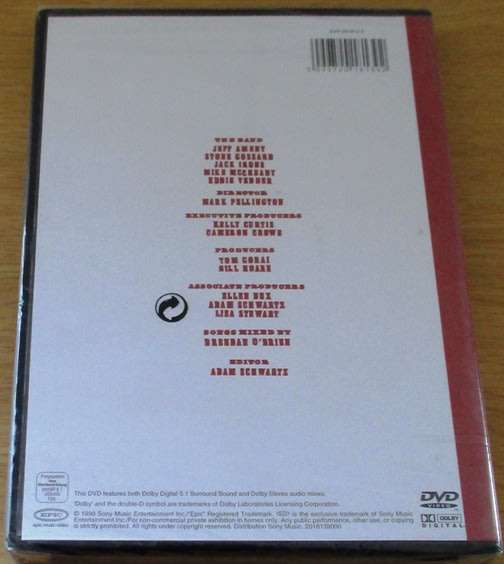 THE BAND
JEFF AMENT
STONE GOSSARD
JACK IRONS
MIKE MCCREADY
EDDIE VEDDER
DIRECTOR
MARK PELLINGTON
EXECUTIVE PRODUCERS
KELLY CURTIS
CAMERON CROWE
PRODUCERS
TOM GORAI
BILL HOARE
ASSOCIATE PRODUCERS
ELLEN DUX
ADAM SCHWARTZ
LISA STEWART
SONGS MIXED BY
BRENDAN O'BRIEN
EDITOR
ADAM SCHWARTZ
epic
This DVD features both Dolby Digital 5.1 Surround Sound and Dolby Stereo audio mixes.
'Dolby' and the double-D symbol are trademarks of Dolby Laboratories Licensing Corporation.
© 1998 Sony Music Entertainment Inc./"Epic" Registered Trademark. is the exclusive trademark of Sony Music
Entertainment Inc./For non-commercial private exhibition in homes only. Any public performance, other use, or copying
is strictly prohibited. All rights under copyright reserved. Distribution Sony Music.
DVD
VIDEO
DOLBY
DIGITAL